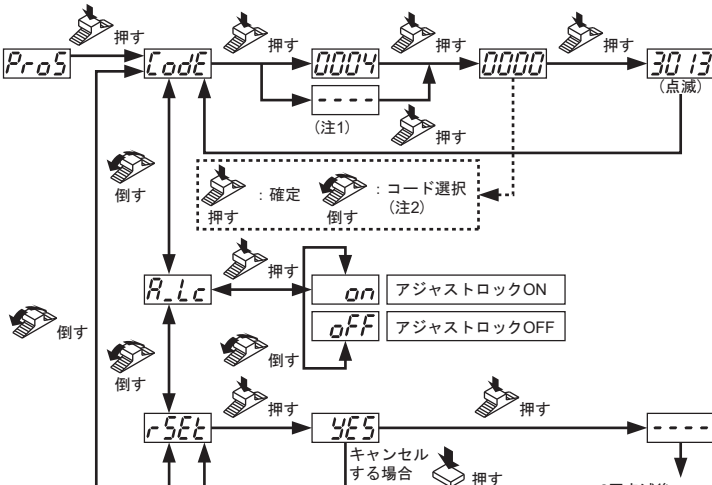 押す
押す
押す
押す
ProS
CodE
0004
0000
3013
(点滅)
----
(注1)
押す
倒す
押す
：確定
倒す
：コード選択
(注2)
押す
A_Lc
on
アジャストロックON
oFF
アジャストロックOFF
倒す
倒す
倒す
押す
押す
rSEt
YES
----
キャンセル
する場合
押す